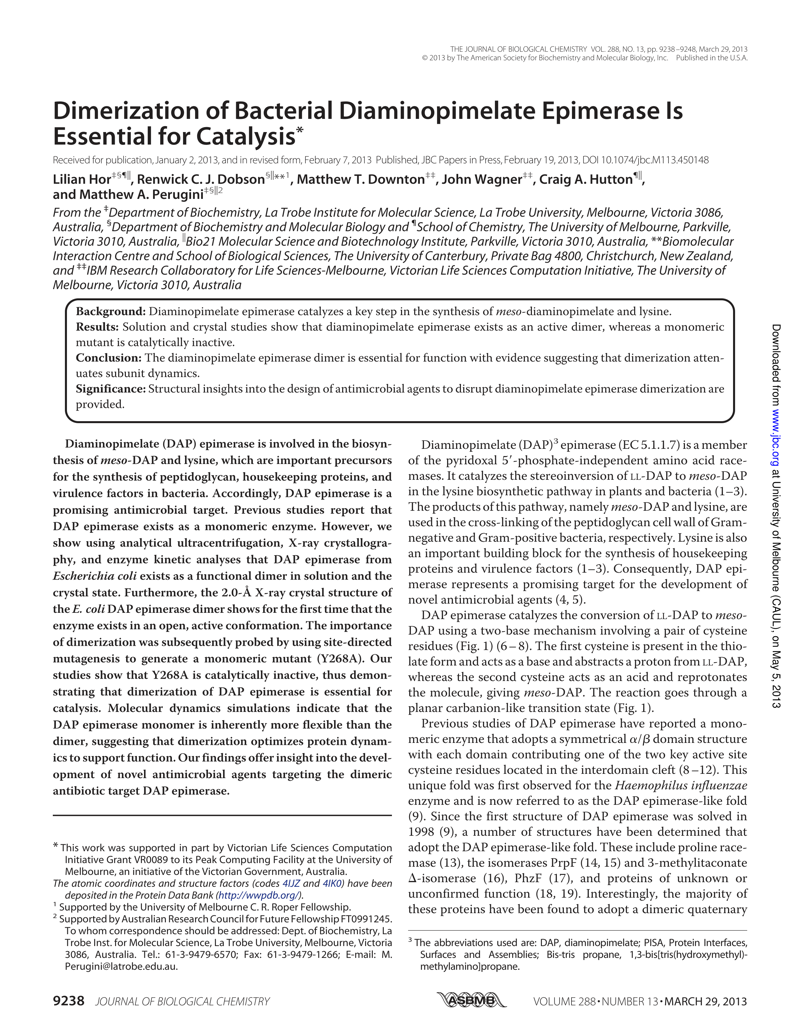 THE JOURNAL OF BIOLOGICAL CHEMISTRY VOL. 288, NO. 13, pp. 9238–9248, March 29, 2013
© 2013 by The American Society for Biochemistry and Molecular Biology, Inc. Published in the U.S.A.
Dimerization of Bacterial Diaminopimelate Epimerase Is
Essential for Catalysis*
Received for publication, January 2, 2013, and in revised form, February 7, 2013 Published, JBC Papers in Press, February 19, 2013, DOI 10.1074/jbc.M113.450148
Lilian Hor‡§¶‖, Renwick C. J. Dobson§‖**1, Matthew T. Downton‡‡, John Wagner‡‡, Craig A. Hutton¶‖,
and Matthew A. Perugini‡§‖2
From the ‡Department of Biochemistry, La Trobe Institute for Molecular Science, La Trobe University, Melbourne, Victoria 3086,
Australia, §Department of Biochemistry and Molecular Biology and ¶School of Chemistry, The University of Melbourne, Parkville,
Victoria 3010, Australia, ‖Bio21 Molecular Science and Biotechnology Institute, Parkville, Victoria 3010, Australia, **Biomolecular
Interaction Centre and School of Biological Sciences, The University of Canterbury, Private Bag 4800, Christchurch, New Zealand,
and ‡‡IBM Research Collaboratory for Life Sciences-Melbourne, Victorian Life Sciences Computation Initiative, The University of
Melbourne, Victoria 3010, Australia
Background: Diaminopimelate epimerase catalyzes a key step in the synthesis of meso-diaminopimelate and lysine.
Results: Solution and crystal studies show that diaminopimelate epimerase exists as an active dimer, whereas a monomeric
mutant is catalytically inactive.
Conclusion: The diaminopimelate epimerase dimer is essential for function with evidence suggesting that dimerization atten-
uates subunit dynamics.
Significance: Structural insights into the design of antimicrobial agents to disrupt diaminopimelate epimerase dimerization are
provided.
Diaminopimelate (DAP) epimerase is involved in the biosyn-
thesis of meso-DAP and lysine, which are important precursors
for the synthesis of peptidoglycan, housekeeping proteins, and
virulence factors in bacteria. Accordingly, DAP epimerase is a
promising antimicrobial target. Previous studies report that
DAP epimerase exists as a monomeric enzyme. However, we
show using analytical ultracentrifugation, X-ray crystallogra-
phy, and enzyme kinetic analyses that DAP epimerase from
Escherichia coli exists as a functional dimer in solution and the
crystal state. Furthermore, the 2.0-Å X-ray crystal structure of
the E. coli DAP epimerase dimer shows for the first time that the
enzyme exists in an open, active conformation. The importance
of dimerization was subsequently probed by using site-directed
mutagenesis to generate a monomeric mutant (Y268A). Our
studies show that Y268A is catalytically inactive, thus demon-
strating that dimerization of DAP epimerase is essential for
catalysis. Molecular dynamics simulations indicate that the
DAP epimerase monomer is inherently more flexible than the
dimer, suggesting that dimerization optimizes protein dynam-
ics to support function. Our findings offer insight into the devel-
opment of novel antimicrobial agents targeting the dimeric
antibiotic target DAP epimerase.
* This work was supported in part by Victorian Life Sciences Computation
Initiative Grant VR0089 to its Peak Computing Facility at the University of
Melbourne, an initiative of the Victorian Government, Australia.
The atomic coordinates and structure factors (codes 4IJZ and 4IK0) have been
deposited in the Protein Data Bank (http://wwpdb.org/).
1 Supported by the University of C. R. Roper Fellowship.
2 Supported by Australian Research Council for Future Fellowship FT0991245.
To whom correspondence should be addressed: Dept. of Biochemistry, La
Trobe Inst. for Molecular Science, La Trobe University, Melbourne, Victoria
3086, Australia. Tel.: 61-3-9479-6570; Fax: 61-3-9479-1266; E-mail: M.
Perugini@latrobe.edu.au.
Diaminopimelate (DAP)3 epimerase (EC 5.1.1.7) is a member
of the pyridoxal 5′-phosphate-independent amino acid race-
mases. It catalyzes the stereoinversion of LL-DAP to meso-DAP
in the lysine biosynthetic pathway in plants and bacteria (1–3).
The products of this pathway, namely meso-DAP and lysine, are
used in the cross-linking of the peptidoglycan cell wall of Gram-
negative and Gram-positive bacteria, respectively. Lysine is also
an important building block for the synthesis of housekeeping
proteins and virulence factors (1–3). Consequently, DAP epi-
merase represents a promising target for the development of
novel antimicrobial agents (4, 5).
DAP epimerase catalyzes the conversion of LL-DAP to meso-
DAP using a two-base mechanism involving a pair of cysteine
residues (Fig. 1) (6–8). The first cysteine is present in the thio-
late form and acts as a base and abstracts a proton from LL-DAP,
whereas the second cysteine acts as an acid and reprotonates
the molecule, giving meso-DAP. The reaction goes through a
planar carbanion-like transition state (Fig. 1).
Previous studies of DAP epimerase have reported a mono-
meric enzyme that adopts a symmetrical α/β domain structure
with each domain contributing one of the two key active site
cysteine residues located in the interdomain cleft (8–12). This
unique fold was first observed for the Haemophilus influenzae
enzyme and is now referred to as the DAP epimerase-like fold
(9). Since the first structure of DAP epimerase was solved in
1998 (9), a number of structures have been determined that
adopt the DAP epimerase-like fold. These include proline race-
mase (13), the isomerases PrpF (14, 15) and 3-methylitaconate
Δ-isomerase (16), PhzF (17), and proteins of unknown or
unconfirmed function (18, 19). Interestingly, the majority of
these proteins have been found to adopt a dimeric quaternary
3 The abbreviations used are: DAP, diaminopimelate; PISA, Protein Interfaces,
Surfaces and Assemblies; Bis-tris propane, 1,3-bis[tris(hydroxymethyl)-
methylamino]propane.
9238 JOURNAL OF BIOLOGICAL CHEMISTRY
ASBMB
VOLUME 288 • NUMBER 13 • MARCH 29, 2013
Downloaded from www.jbc.org at University of Melbourne (CAUL), on May 5, 2013